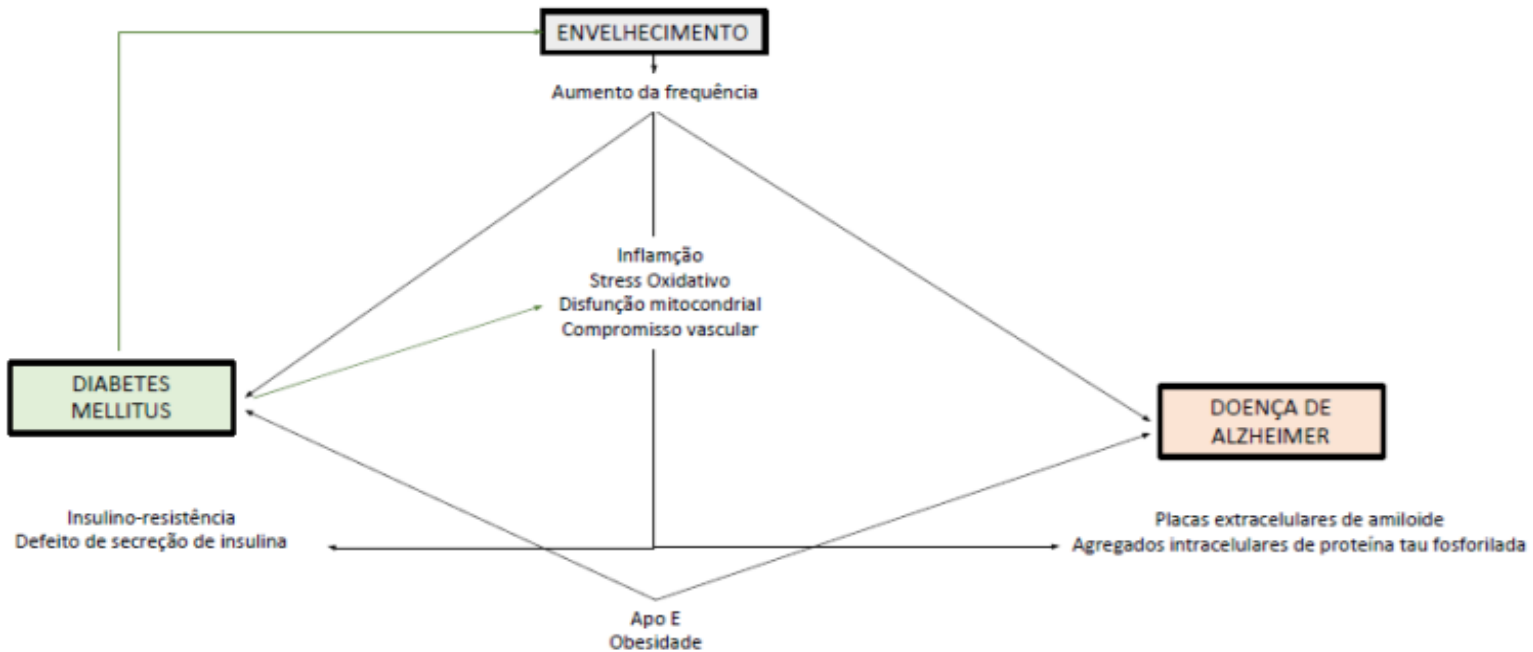 ENVELHECIMENTO
Aumento da frequência
Inflamção
Stress Oxidativo
Disfunção mitocondrial
Compromisso vascular
DIABETES
MELLITUS
DOENÇA DE
ALZHEIMER
Insulino-resistência
Defeito de secreção de insulina
Placas extracelulares de amiloide
Agregados intracelulares de proteína tau fosforilada
Apo E
Obesidade